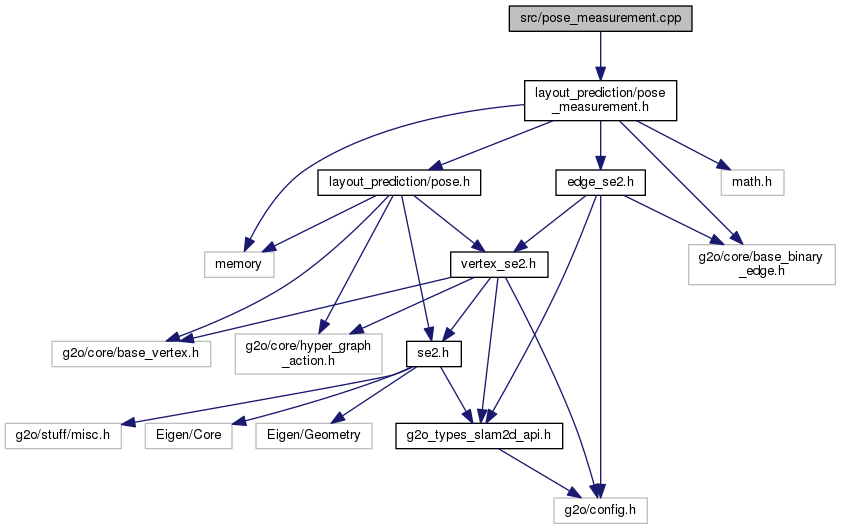 src/pose_measurement.cpp
layout_prediction/pose
_measurement.h
layout_prediction/pose.h
edge_se2.h
math.h
memory
vertex_se2.h
g2o/core/base_binary
_edge.h
g2o/core/base_vertex.h
g2o/core/hyper_graph
_action.h
se2.h
g2o/stuff/misc.h
Eigen/Core
Eigen/Geometry
g2o_types_slam2d_api.h
g2o/config.h